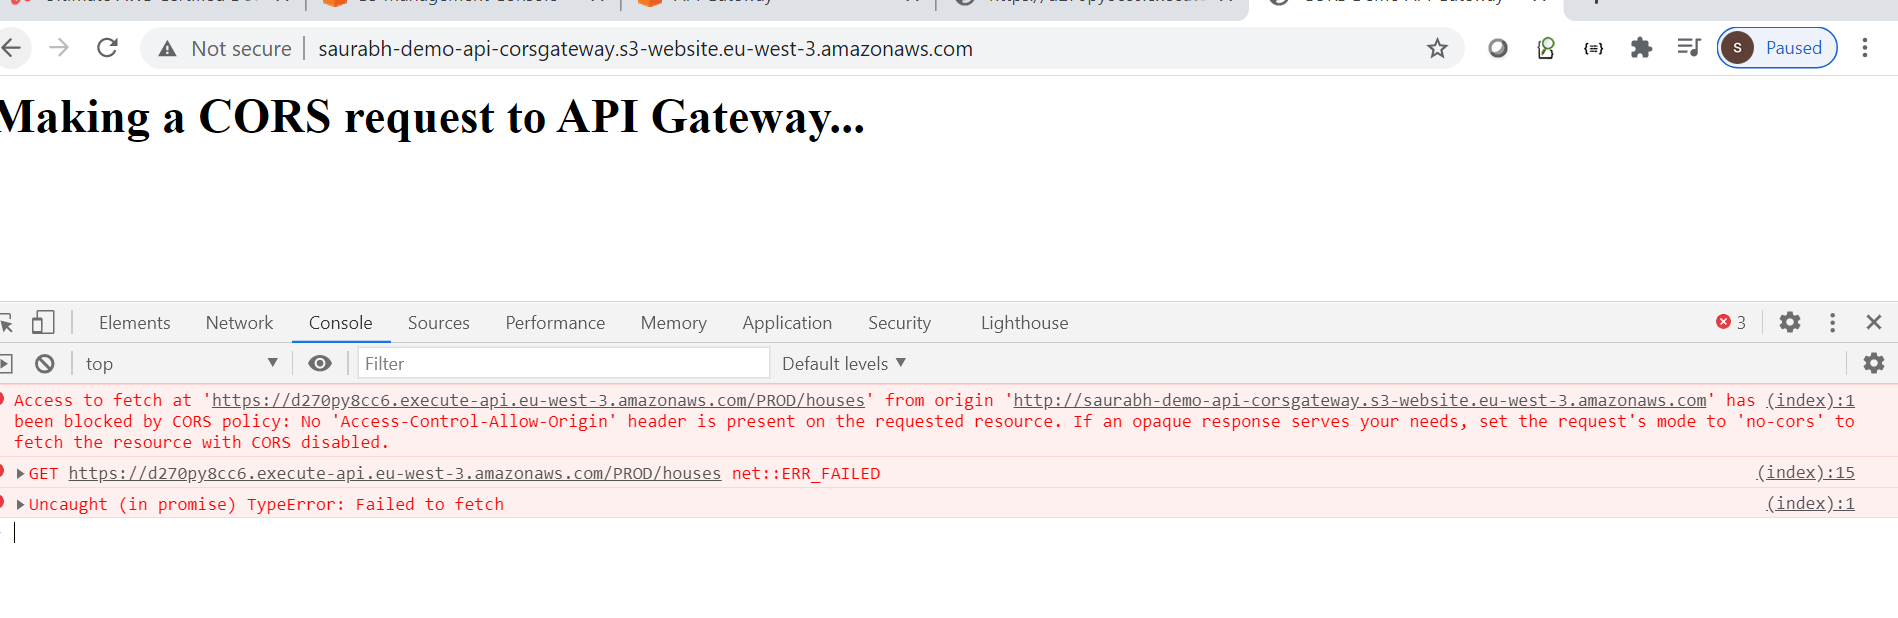 Not secure saurabh-demo-api-corsgateway.s3-website.eu-west-3.amazonaws.com Paused
S
Making a CORS request to API Gateway...
Elements Network Console Sources Performance Memory Application Security Lighthouse 3
top Filter Default levels
Access to fetch at 'https://d270py8cc6.execute-api.eu-west-3.amazonaws.com/PROD/houses' from origin 'http://saurabh-demo-api-corsgateway.s3-website.eu-west-3.amazonaws.com' has (index):1
been blocked by CORS policy: No 'Access-Control-Allow-Origin' header is present on the requested resource. If an opaque response serves your needs, set the request's mode to 'no-cors' to
fetch the resource with CORS disabled.
GET https://d270py8cc6.execute-api.eu-west-3.amazonaws.com/PROD/houses net::ERR_FAILED (index):15
Uncaught (in promise) TypeError: Failed to fetch (index):1